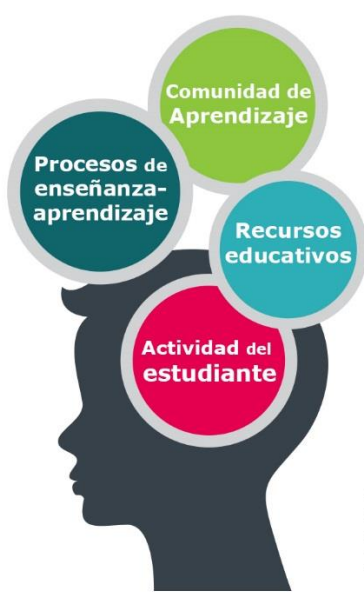 Comunidad de
Aprendizaje
Procesos de
enseñanza-
aprendizaje
Recursos
educativos
Actividad del
estudiante